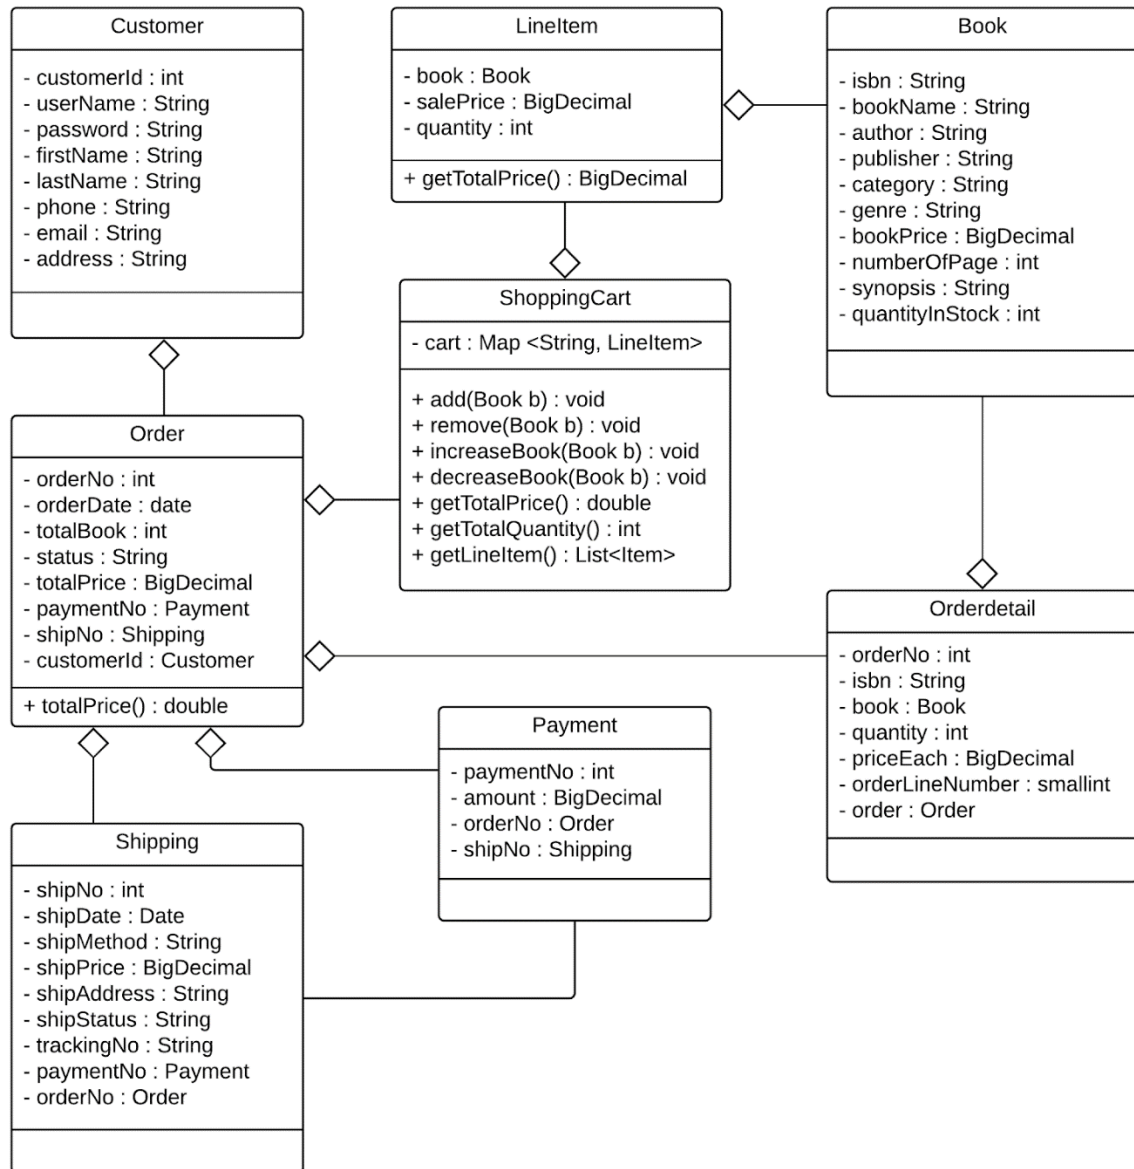 Customer
- customerId : int
- userName : String
- password : String
- firstName : String
- lastName : String
- phone : String
- email : String
- address : String
LineItem
- book : Book
- salePrice : BigDecimal
- quantity : int
+ getTotalPrice() : BigDecimal
Book
- isbn : String
- bookName : String
- author : String
- publisher : String
- category : String
- genre : String
- bookPrice : BigDecimal
- numberOfPage : int
- synopsis : String
- quantityInStock : int
ShoppingCart
- cart : Map <String, LineItem>
+ add(Book b) : void
+ remove(Book b) : void
+ increaseBook(Book b) : void
+ decreaseBook(Book b) : void
+ getTotalPrice() : double
+ getTotalQuantity() : int
+ getLineItem() : List<Item>
Order
- orderNo : int
- orderDate : date
- totalBook : int
- status : String
- totalPrice : BigDecimal
- paymentNo : Payment
- shipNo : Shipping
- customerId : Customer
+ totalPrice() : double
Orderdetail
- orderNo : int
- isbn : String
- book : Book
- quantity : int
- priceEach : BigDecimal
- orderLineNumber : smallint
- order : Order
Payment
- paymentNo : int
- amount : BigDecimal
- orderNo : Order
- shipNo : Shipping
Shipping
- shipNo : int
- shipDate : Date
- shipMethod : String
- shipPrice : BigDecimal
- shipAddress : String
- shipStatus : String
- trackingNo : String
- paymentNo : Payment
- orderNo : Order